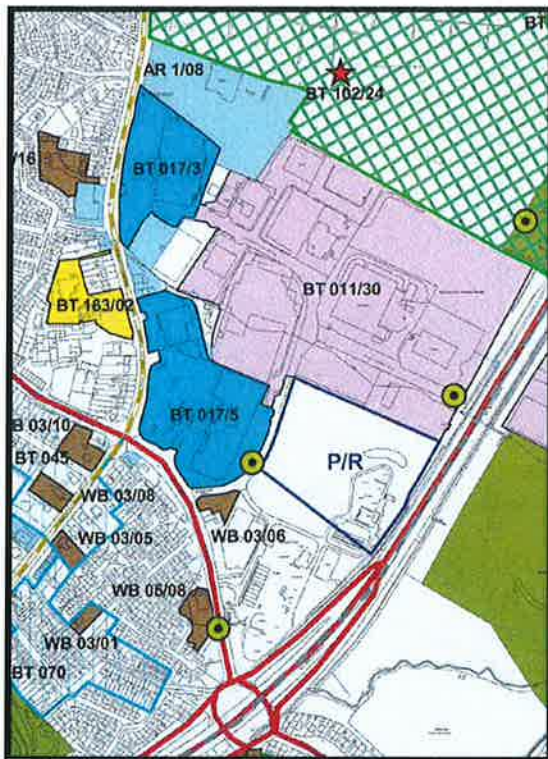 BT
AR 1/08
BT 102/24
/16
BT 017/3
BT 011/30
BT 163/02
BT 017/5
P/R
B 03/10
BT 045
WB 03/08
WB 03/06
WB 03/05
WB 05/08
WB 03/01
BT 070